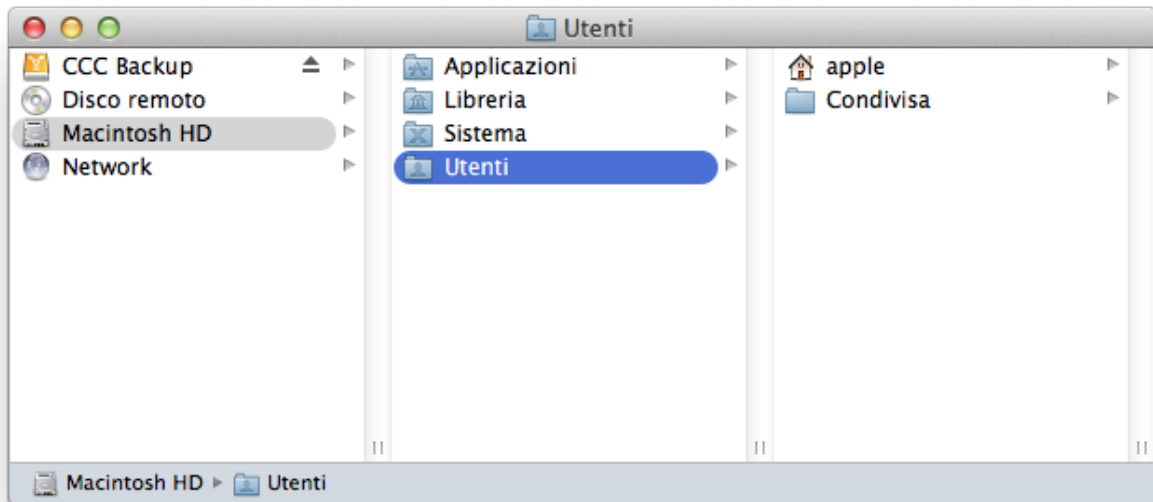 Utenti
CCC Backup
Disco remoto
Macintosh HD
Network
Applicazioni
Libreria
Sistema
Utenti
apple
Condivisa
Macintosh HD ▸ Utenti